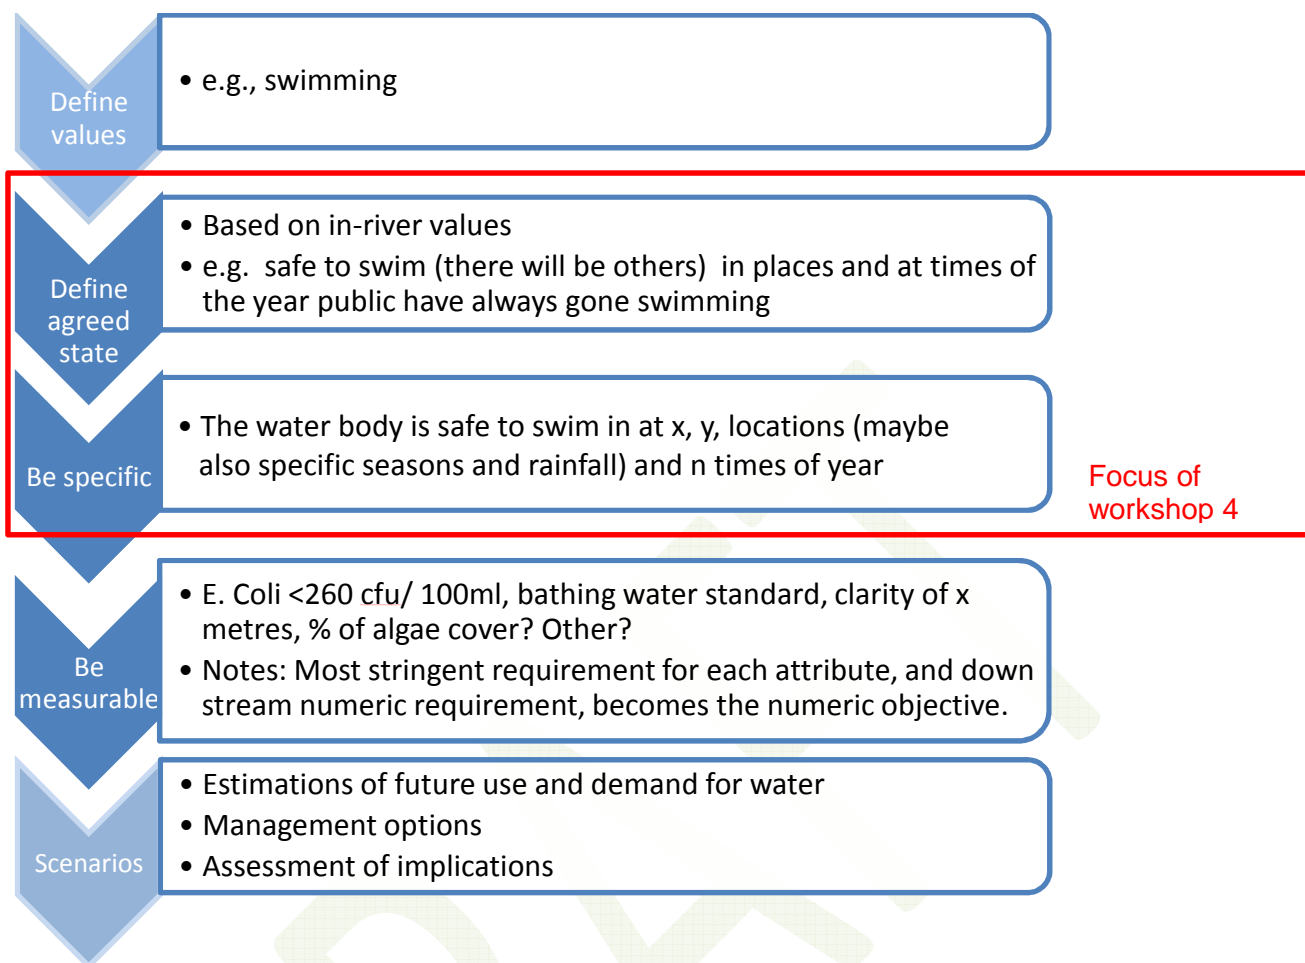 Define
values
• e.g., swimming
Define
agreed
state
• Based on in-river values
• e.g.  safe to swim (there will be others)  in places and at times of
the year public have always gone swimming
Be specific
• The water body is safe to swim in at x, y, locations (maybe
also specific seasons and rainfall) and n times of year
Focus of
workshop 4
Be
measurable
• E. Coli <260 cfu/ 100ml, bathing water standard, clarity of x
metres, % of algae cover? Other?
• Notes: Most stringent requirement for each attribute, and down
stream numeric requirement, becomes the numeric objective.
Scenarios
• Estimations of future use and demand for water
• Management options
• Assessment of implications